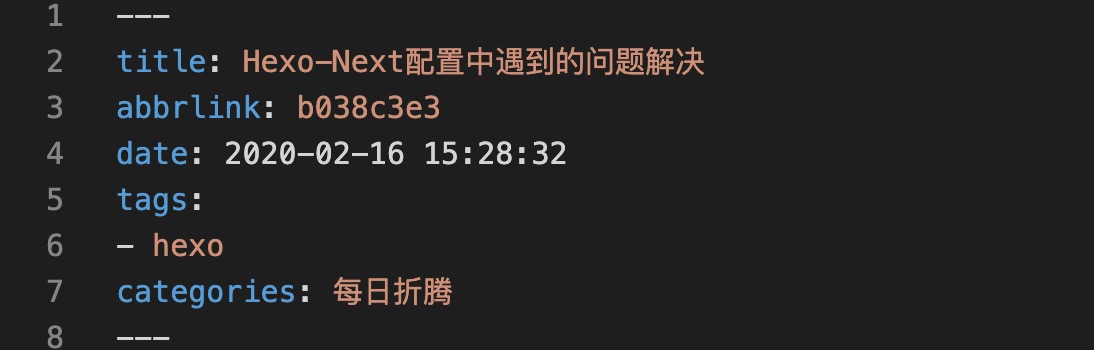 1 ---
2 title: Hexo-Next配置中遇到的问题解决
3 abbrlink: b038c3e3
4 date: 2020-02-16 15:28:32
5 tags:
6 - hexo
7 categories: 每日折腾
8 ---